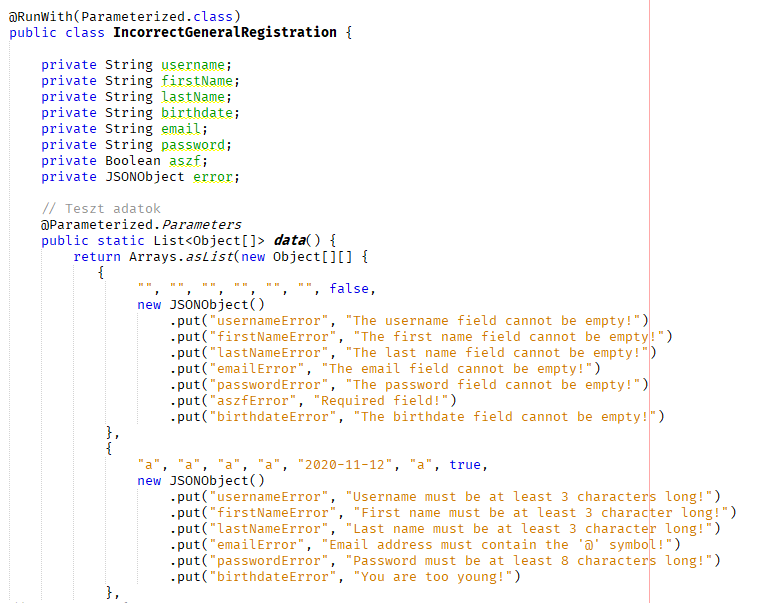 @RunWith(Parameterized.class)
public class IncorrectGeneralRegistration {
private String username;
private String firstName;
private String lastName;
private String birthdate;
private String email;
private String password;
private Boolean aszf;
private JSONObject error;
// Teszt adatok
@Parameterized.Parameters
public static List<Object[]> data() {
return Arrays.asList(new Object[][] {
{
"", "", "", "", "", "", false,
new JSONObject()
.put("usernameError", "The username field cannot be empty!")
.put("firstNameError", "The first name field cannot be empty!")
.put("lastNameError", "The last name field cannot be empty!")
.put("emailError", "The email field cannot be empty!")
.put("passwordError", "The password field cannot be empty!")
.put("aszfError", "Required field!")
.put("birthdateError", "The birthdate field cannot be empty!")
},
{
"a", "a", "a", "a", "2020-11-12", "a", true,
new JSONObject()
.put("usernameError", "Username must be at least 3 characters long!")
.put("firstNameError", "First name must be at least 3 character long!")
.put("lastNameError", "Last name must be at least 3 character long!")
.put("emailError", "Email address must contain the '@' symbol!")
.put("passwordError", "Password must be at least 8 characters long!")
.put("birthdateError", "You are too young!")
},